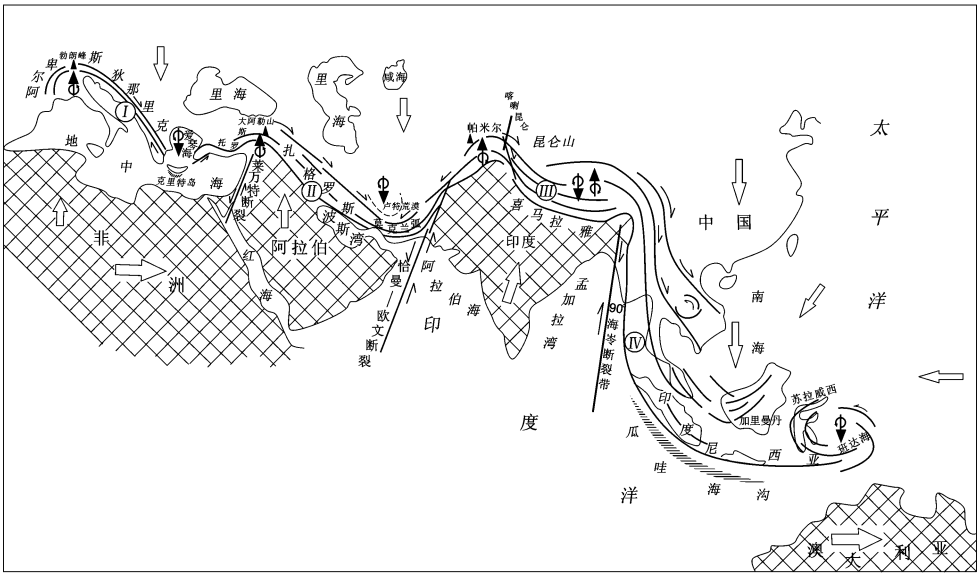 阿尔卑斯
勃朗峰
狄那里克
Ⅰ
地中海
爱琴海
克里特岛
里海
里海
咸海
托罗斯
大阿勒山
莱万特断裂
扎格罗斯
Ⅱ
卢特荒漠
莫克兰弧
波斯湾
阿拉伯
红海
非洲
恰曼—欧文断裂
阿拉伯海
帕米尔
喀喇昆仑
昆仑山
Ⅲ
喜马拉雅
印度
孟加拉湾
90°海岺断裂带
Ⅳ
中国
南海
太平洋
印度洋
印度尼西亚
瓜哇海沟
加里曼丹
苏拉威西
班达海
澳大利亚